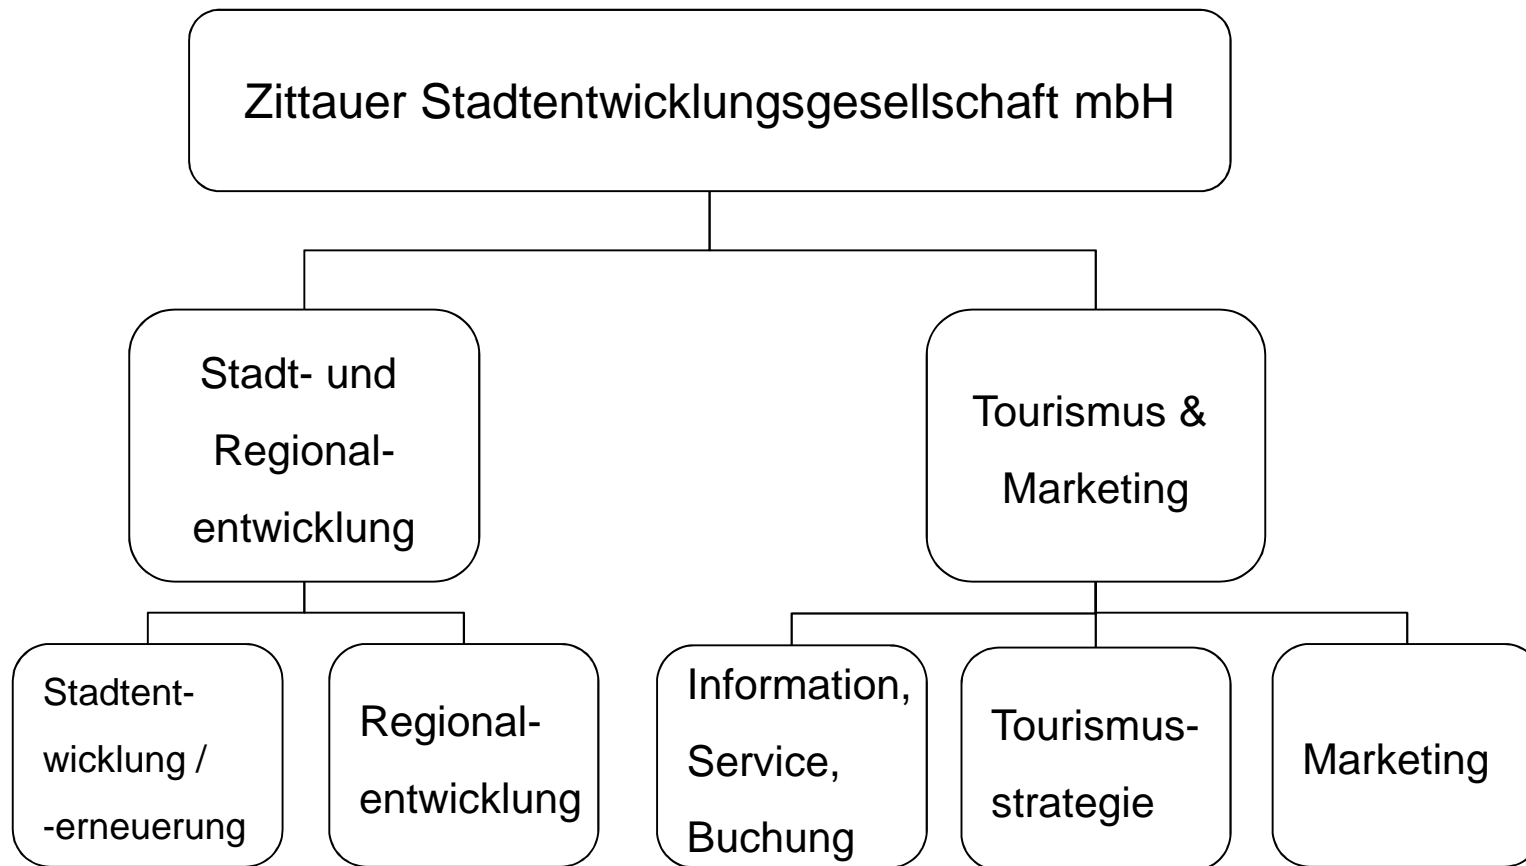 Zittauer Stadtentwicklungsgesellschaft mbH
Stadt- und
Regional-
entwicklung
Tourismus &
Marketing
Stadtent-
wicklung /
-erneuerung
Regional-
entwicklung
Information,
Service,
Buchung
Tourismus-
strategie
Marketing